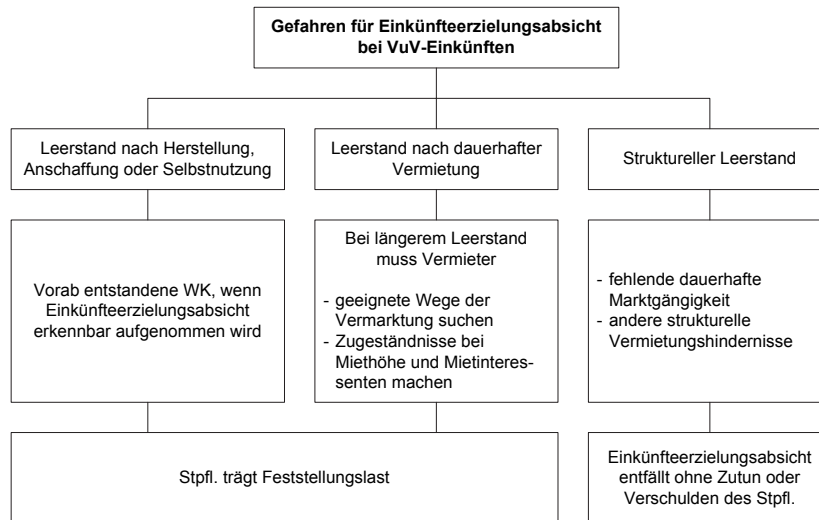 Gefahren für Einkünfteerzielungsabsicht
bei VuV-Einkünften
Leerstand nach Herstellung,
Anschaffung oder Selbstnutzung
Leerstand nach dauerhafter
Vermietung
Struktureller Leerstand
Vorab entstandene WK, wenn
Einkünfteerzielungsabsicht
erkennbar aufgenommen wird
Bei längerem Leerstand
muss Vermieter
- geeignete Wege der
Vermarktung suchen
- Zugeständnisse bei
Miethöhe und Mietinteres-
senten machen
- fehlende dauerhafte
Marktgängigkeit
- andere strukturelle
Vermietungshindernisse
Stpfl. trägt Feststellungslast
Einkünfteerzielungsabsicht
entfällt ohne Zutun oder
Verschulden des Stpfl.